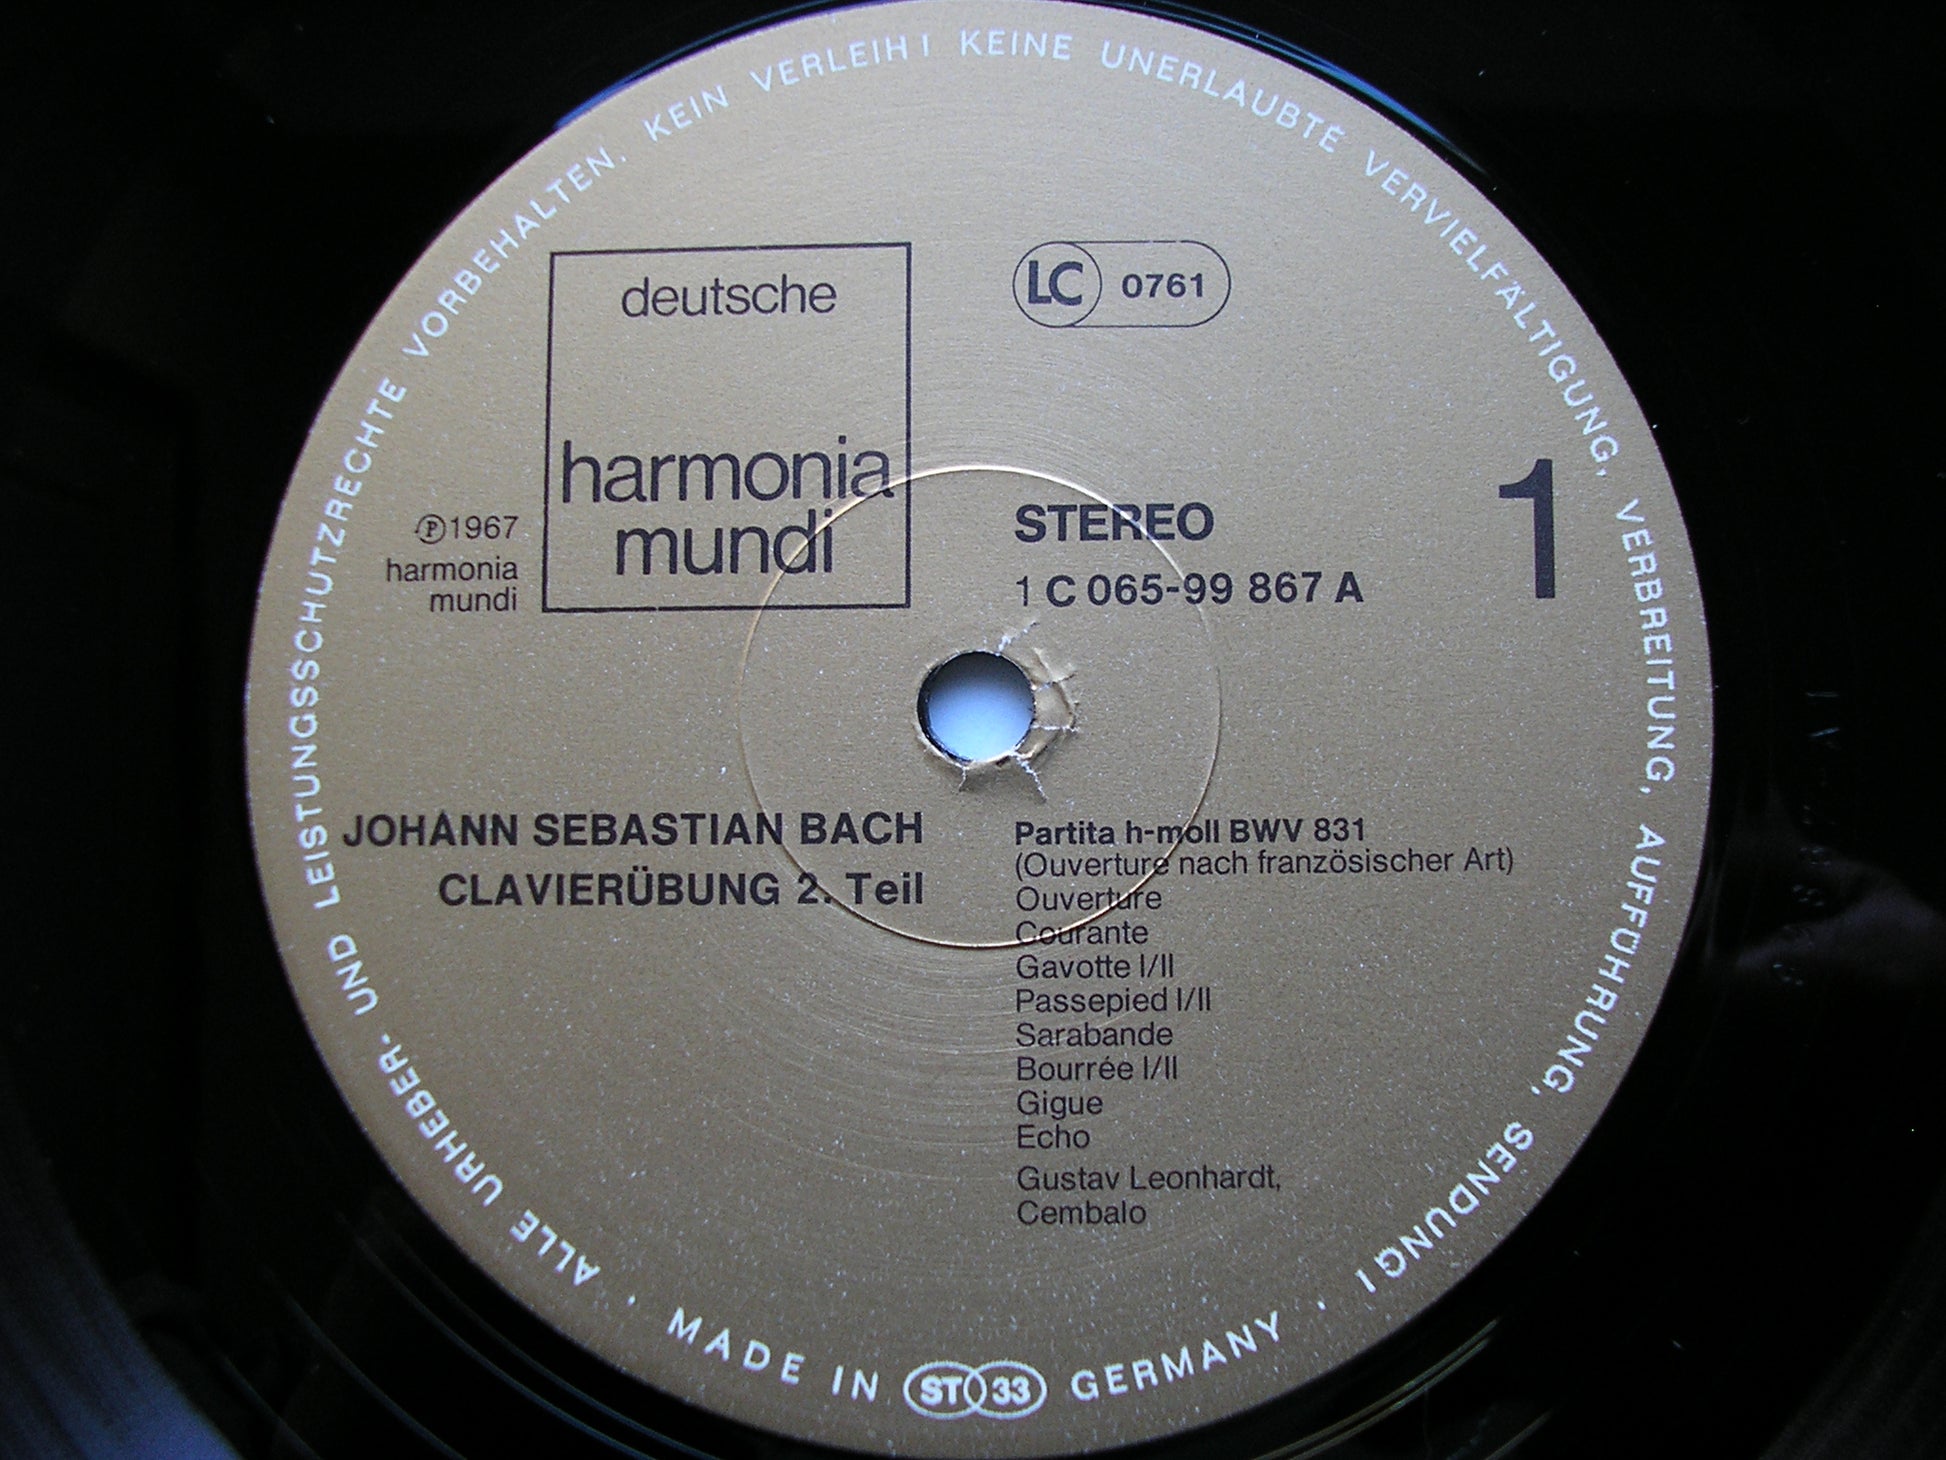 ALLE URHEBER- UND LEISTUNGSSCHUTZRECHTE VORBEHALTEN. KEIN VERLEIH! KEINE UNERLAUBTE VERVIELFÄLTIGUNG, VERBREITUNG, AUFFÜHRUNG, SENDUNG!
deutsche
harmonia
mundi
LC 0761
℗1967
harmonia
mundi
STEREO
1 C 065-99 867 A
1
JOHANN SEBASTIAN BACH
CLAVIERÜBUNG 2. Teil
Partita h-moll BWV 831
(Ouverture nach französischer Art)
Ouverture
Courante
Gavotte I/II
Passepied I/II
Sarabande
Bourrée I/II
Gigue
Echo
Gustav Leonhardt,
Cembalo
· MADE IN ST 33 GERMANY ·